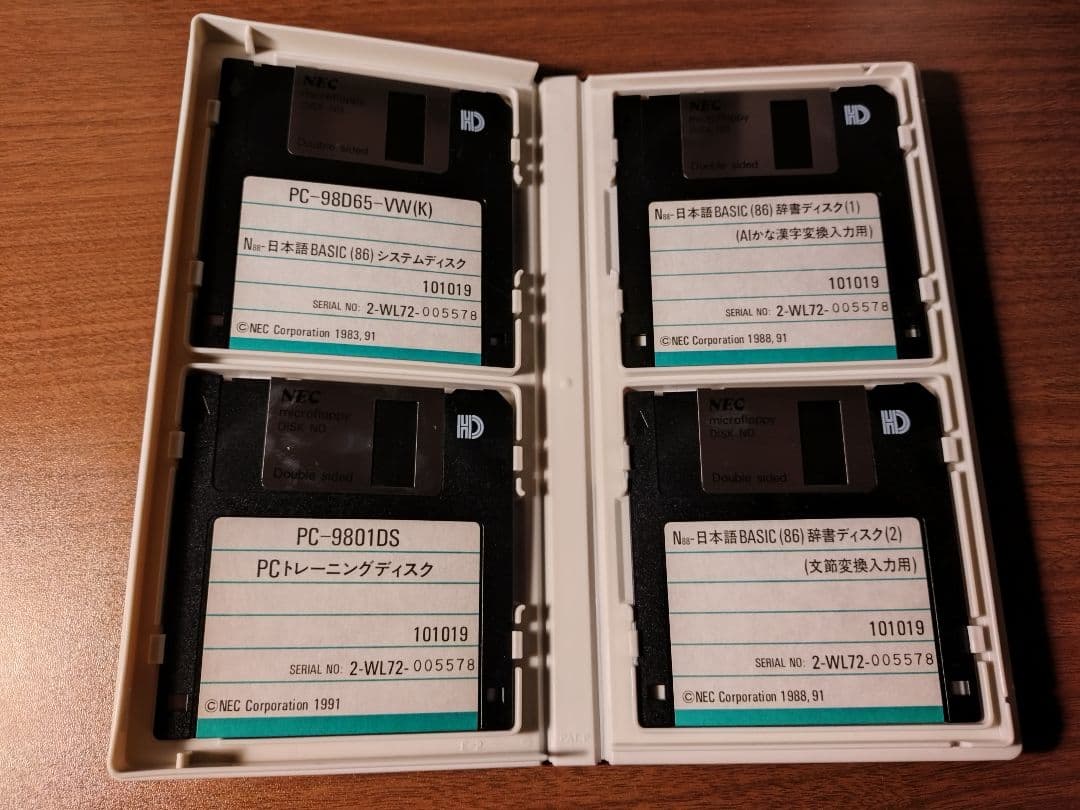 NEC
microfloppy
DISK NO
Double sided
HD
PC-98D65-VW(K)
N88-日本語BASIC(86)システムディスク
101019
SERIAL NO: 2-WL72-005578
©NEC Corporation 1983,91
NEC
microfloppy
DISK NO
Double sided
HD
N88-日本語BASIC(86)辞書ディスク(1)
(AIかな漢字変換入力用)
101019
SERIAL NO: 2-WL72-005578
©NEC Corporation 1988,91
NEC
microfloppy
DISK NO
Double sided
HD
PC-9801DS
PCトレーニングディスク
101019
SERIAL NO: 2-WL72-005578
©NEC Corporation 1991
NEC
microfloppy
DISK NO
Double sided
HD
N88-日本語BASIC(86)辞書ディスク(2)
(文節変換入力用)
101019
SERIAL NO: 2-WL72-005578
©NEC Corporation 1988,91